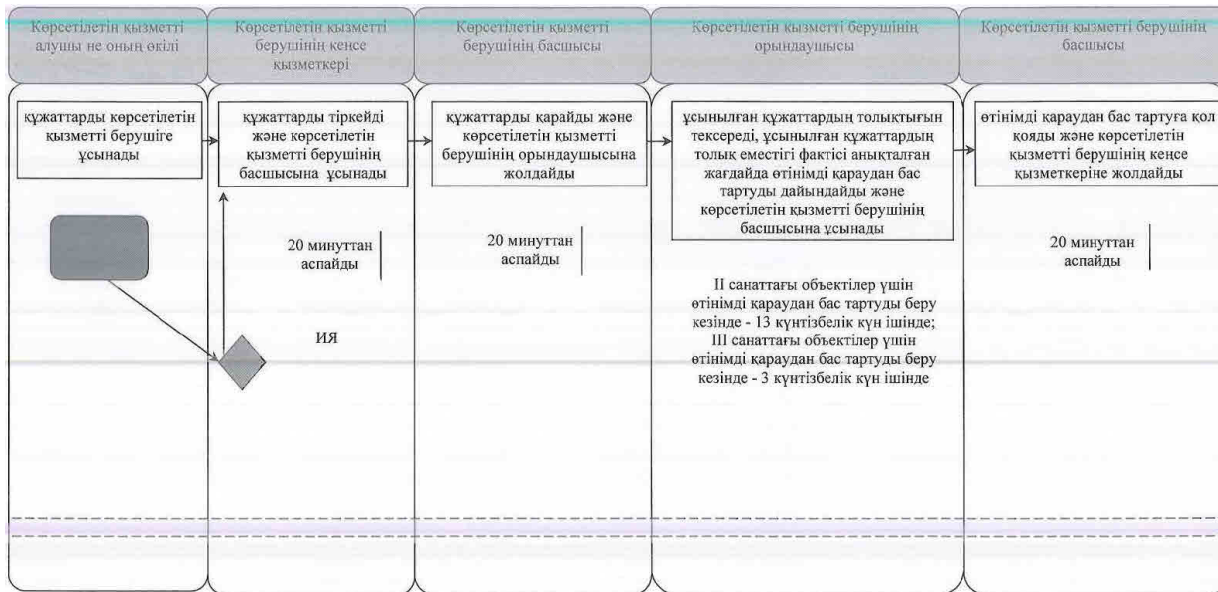 Көрсетілетін қызметті
алушы не оның өкілі
Көрсетілетін қызметті
берушінің кеңсе
қызметкері
Көрсетілетін қызметті
берушінің басшысы
Көрсетілетін қызметті берушінің
орындаушысы
Көрсетілетін қызметті берушінің
басшысы
құжаттарды көрсетілетін
қызметті берушіге
ұсынады
құжаттарды тіркейді
және көрсетілетін
қызметті берушінің
басшысына ұсынады
құжаттарды қарайды және
көрсетілетін қызметті
берушінің орындаушысына
жолдайды
ұсынылған құжаттардың толықтығын
тексереді, ұсынылған құжаттардың
толық еместігі фактісі анықталған
жағдайда өтінімді қараудан бас
тартуды дайындайды және
көрсетілетін қызметті берушінің
басшысына ұсынады
өтінімді қараудан бас тартуға қол
қояды және көрсетілетін
қызметті берушінің кеңсе
қызметкеріне жолдайды
20 минуттан
аспайды
20 минуттан
аспайды
20 минуттан
аспайды
II санаттағы объектілер үшін
өтінімді қараудан бас тартуды беру
кезінде - 13 күнтізбелік күн ішінде;
III санаттағы объектілер үшін
өтінімді қараудан бас тартуды беру
кезінде - 3 күнтізбелік күн ішінде
ИЯ